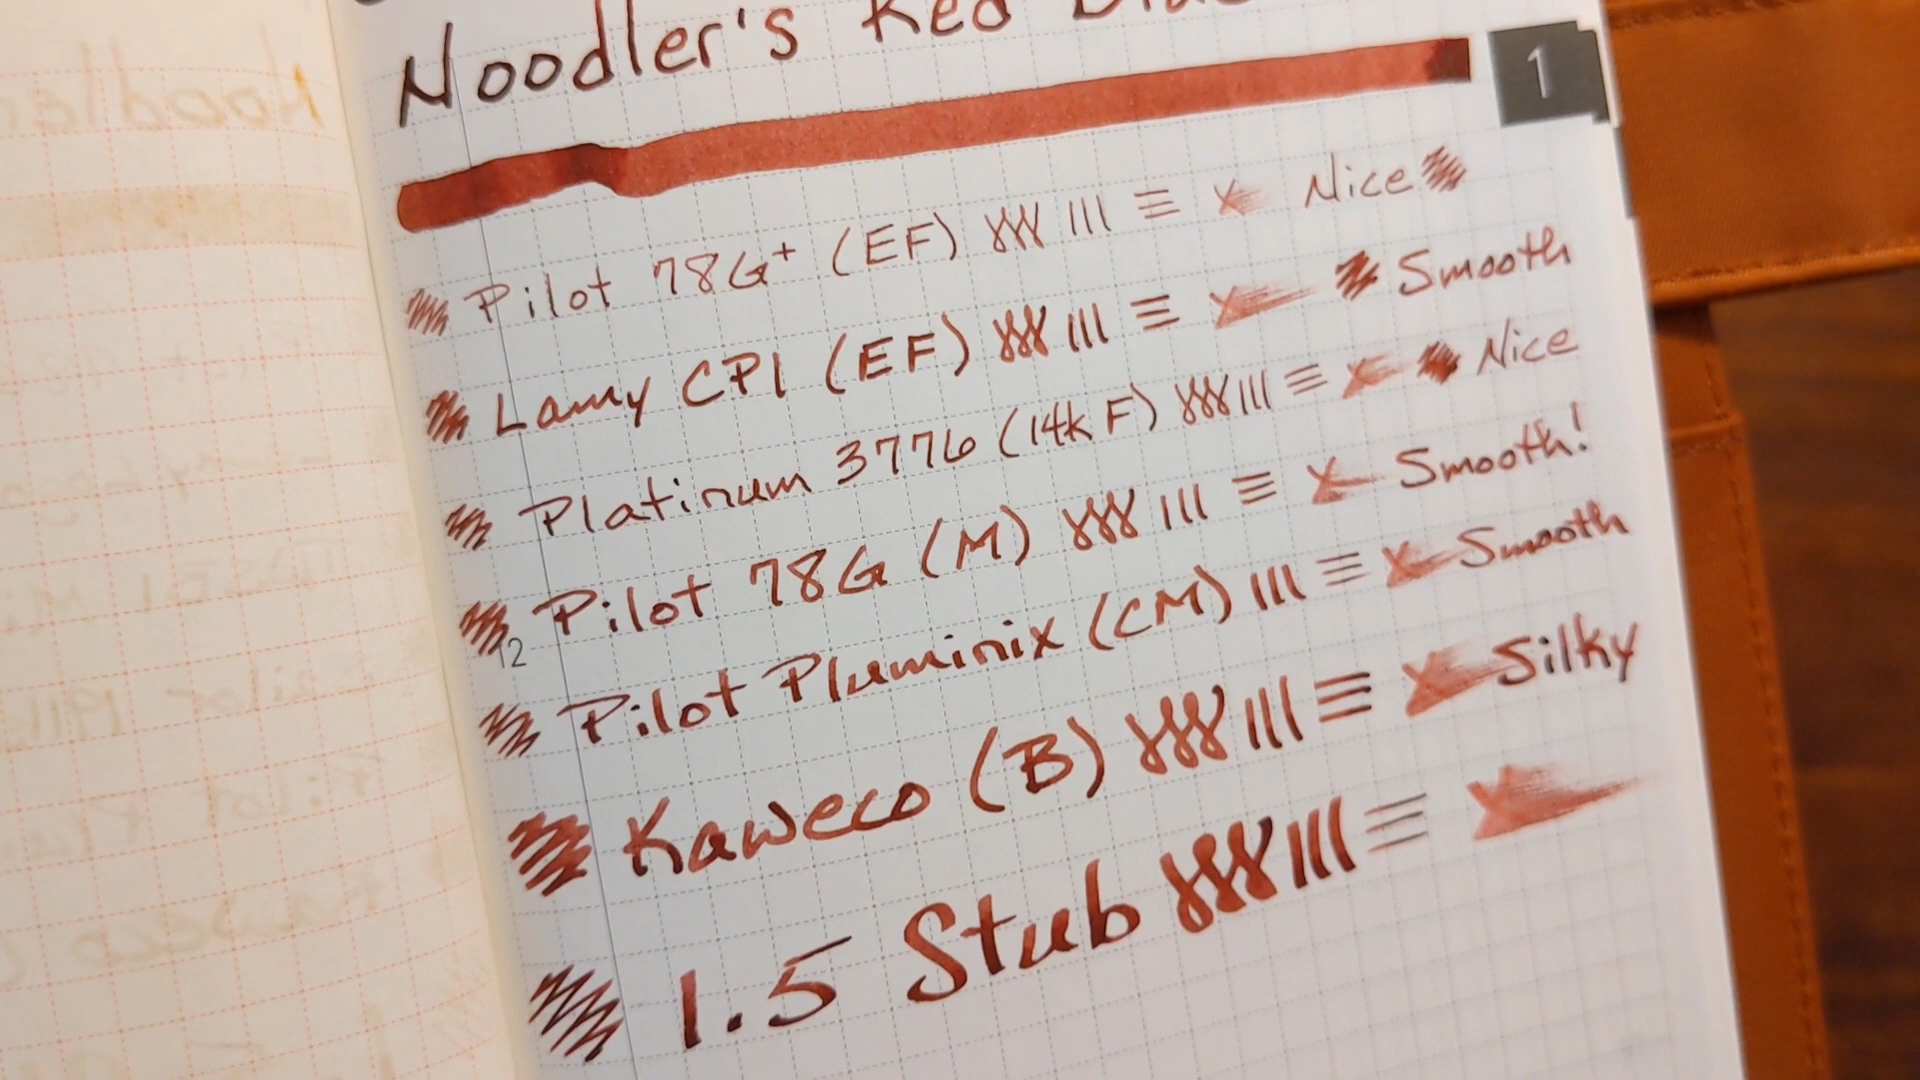 Noodler's Red
1
Pilot 78G+ (EF) Nice
Lamy CP1 (EF) Smooth
Platinum 3776 (14k F) Nice
Pilot 78G (M) Smooth!
12
Pilot Pluminix (CM) Smooth
Kaweco (B) Silky
1.5 Stub